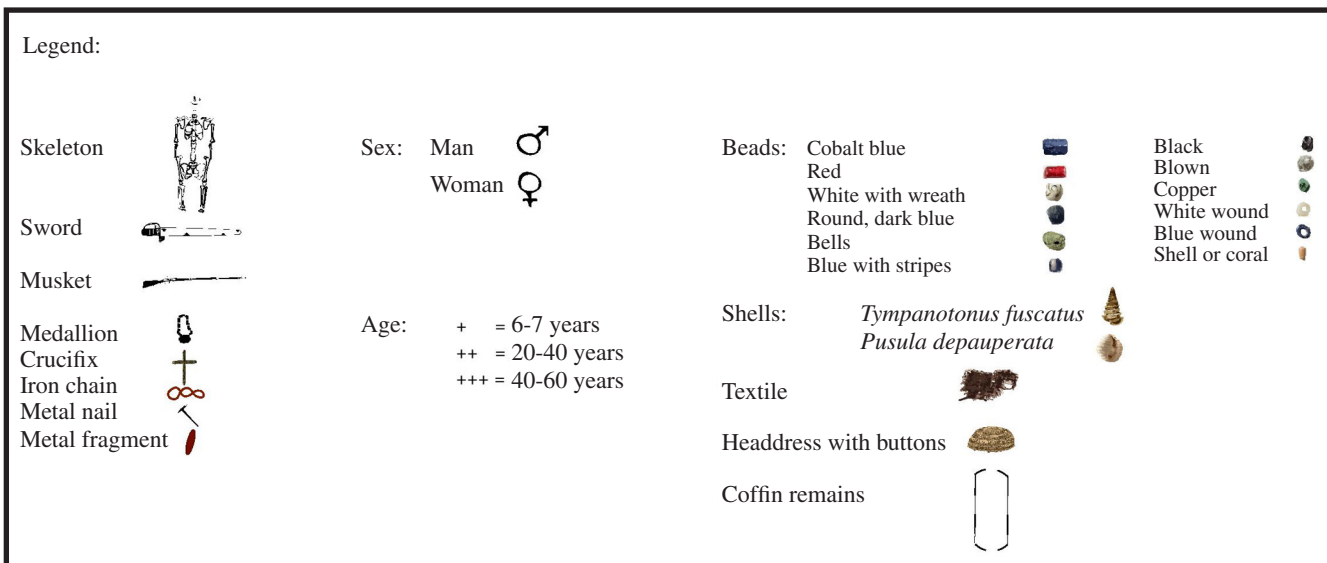 Legend:
Skeleton
Sword
Musket
Medallion
Crucifix
Iron chain
Metal nail
Metal fragment
Sex: Man
Woman
Age: + = 6-7 years
++ = 20-40 years
+++ = 40-60 years
Beads: Cobalt blue
Red
White with wreath
Round, dark blue
Bells
Blue with stripes
Black
Blown
Copper
White wound
Blue wound
Shell or coral
Shells: Tympanotonus fuscatus
Pusula depauperata
Textile
Headdress with buttons
Coffin remains